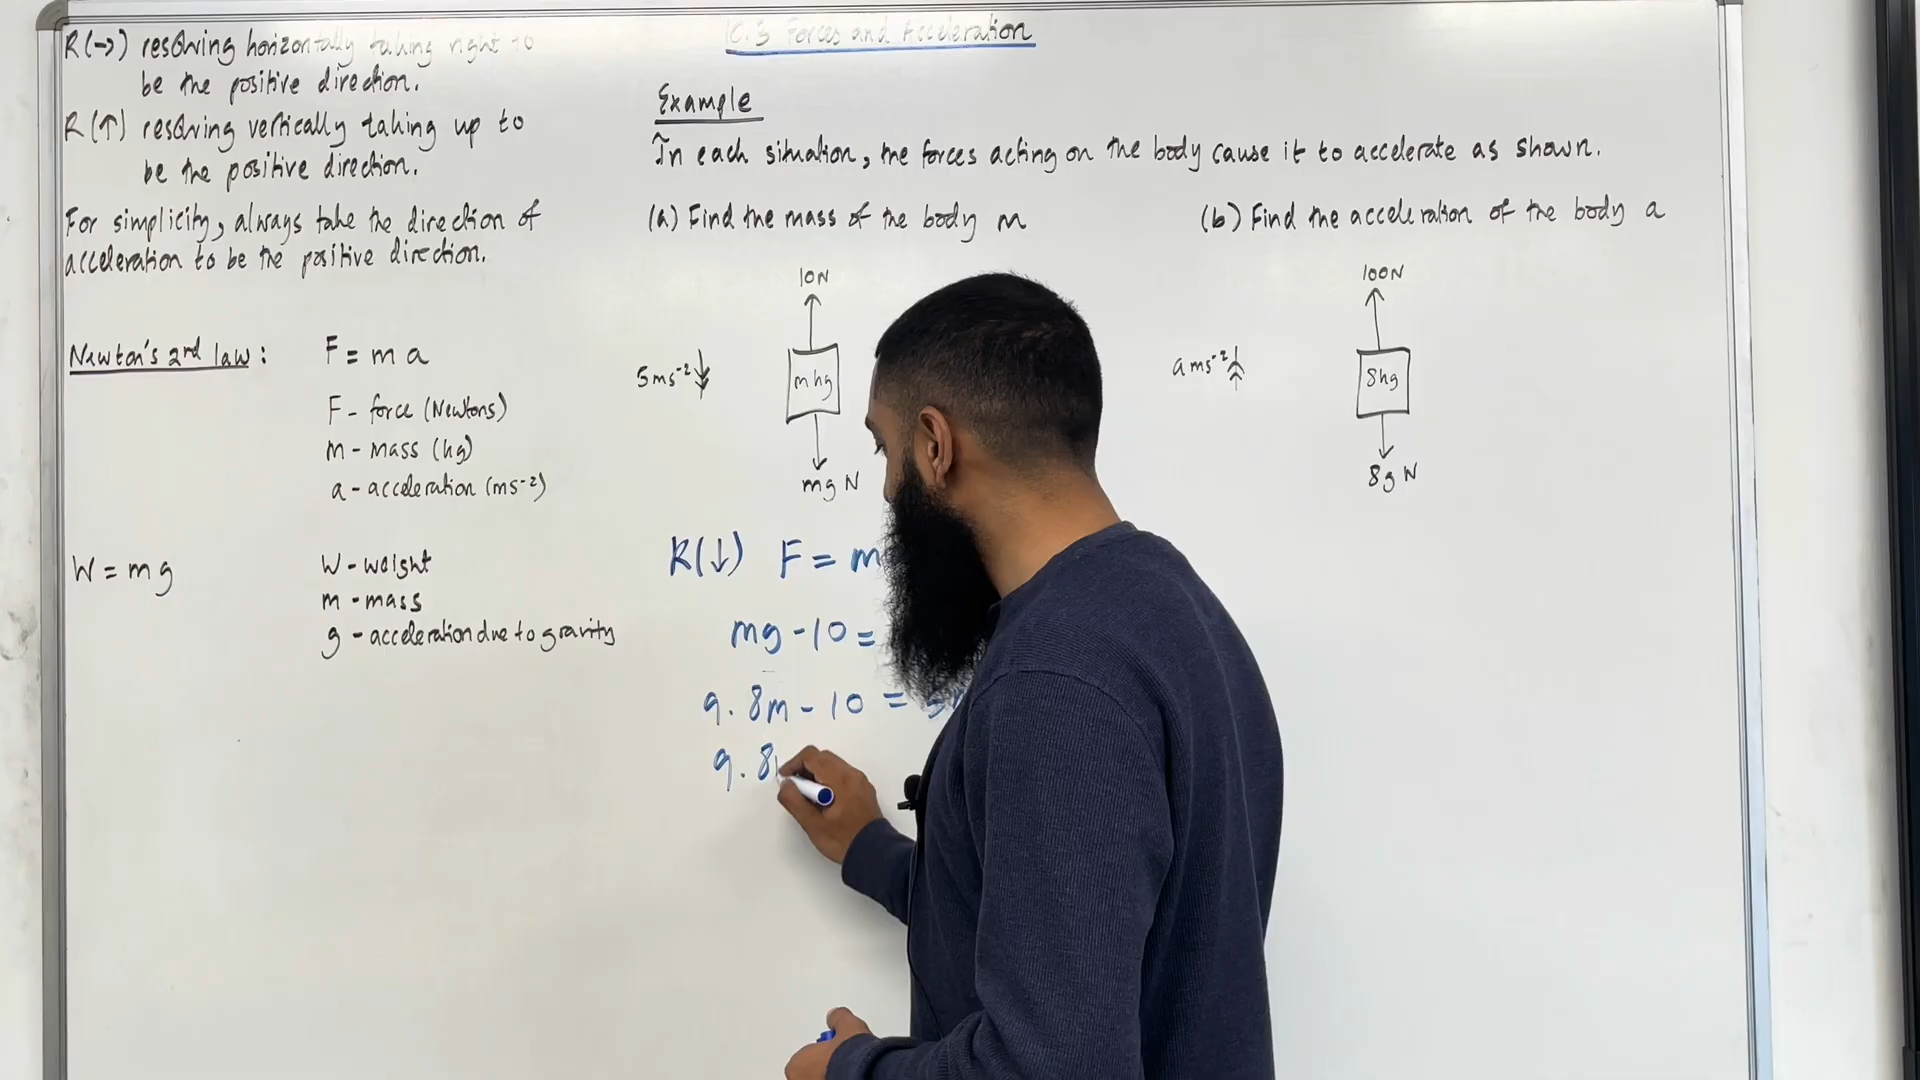 R(→) resolving horizontally taking right to
be the positive direction.
R(↑) resolving vertically taking up to
be the positive direction.
For simplicity, always take the direction of
acceleration to be the positive direction.
Newton's 2nd law: F = ma
F - force (Newtons)
m - mass (kg)
a - acceleration (ms⁻²)
W = mg
W - weight
m - mass
g - acceleration due to gravity
10.3 Forces and Acceleration
Example
In each situation, the forces acting on the body cause it to accelerate as shown.
(a) Find the mass of the body m
10N
5ms⁻²
m kg
mg N
R(↓) F = m
mg - 10 =
9.8m - 10 = 5
9.8
(b) Find the acceleration of the body a
100N
a ms⁻²
8kg
8g N